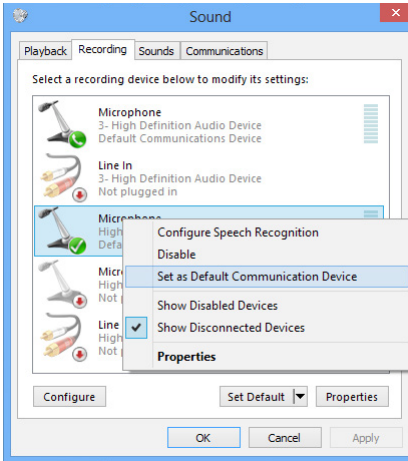 Sound
Playback Recording Sounds Communications
Select a recording device below to modify its settings:
Microphone
3- High Definition Audio Device
Default Communications Device
Line In
3- High Definition Audio Device
Not plugged in
Microphone
High
Defa
Configure Speech Recognition
Disable
Set as Default Communication Device
Show Disabled Devices
Show Disconnected Devices
Properties
Micr
High
Not
Line
High
Not
Configure Set Default Properties
OK Cancel Apply